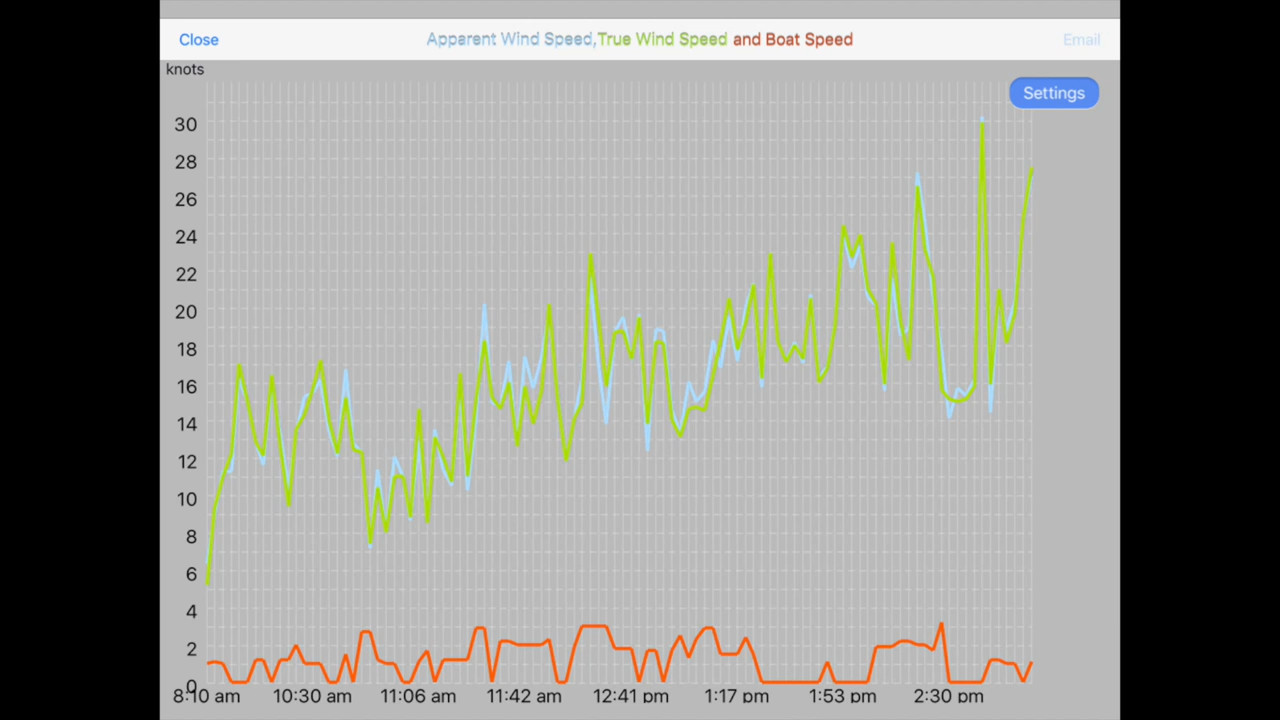 Close
Apparent Wind Speed,True Wind Speed and Boat Speed
Email
knots
Settings
30
28
26
24
22
20
18
16
14
12
10
8
6
4
2
0
8:10 am 10:30 am 11:06 am 11:42 am 12:41 pm 1:17 pm 1:53 pm 2:30 pm